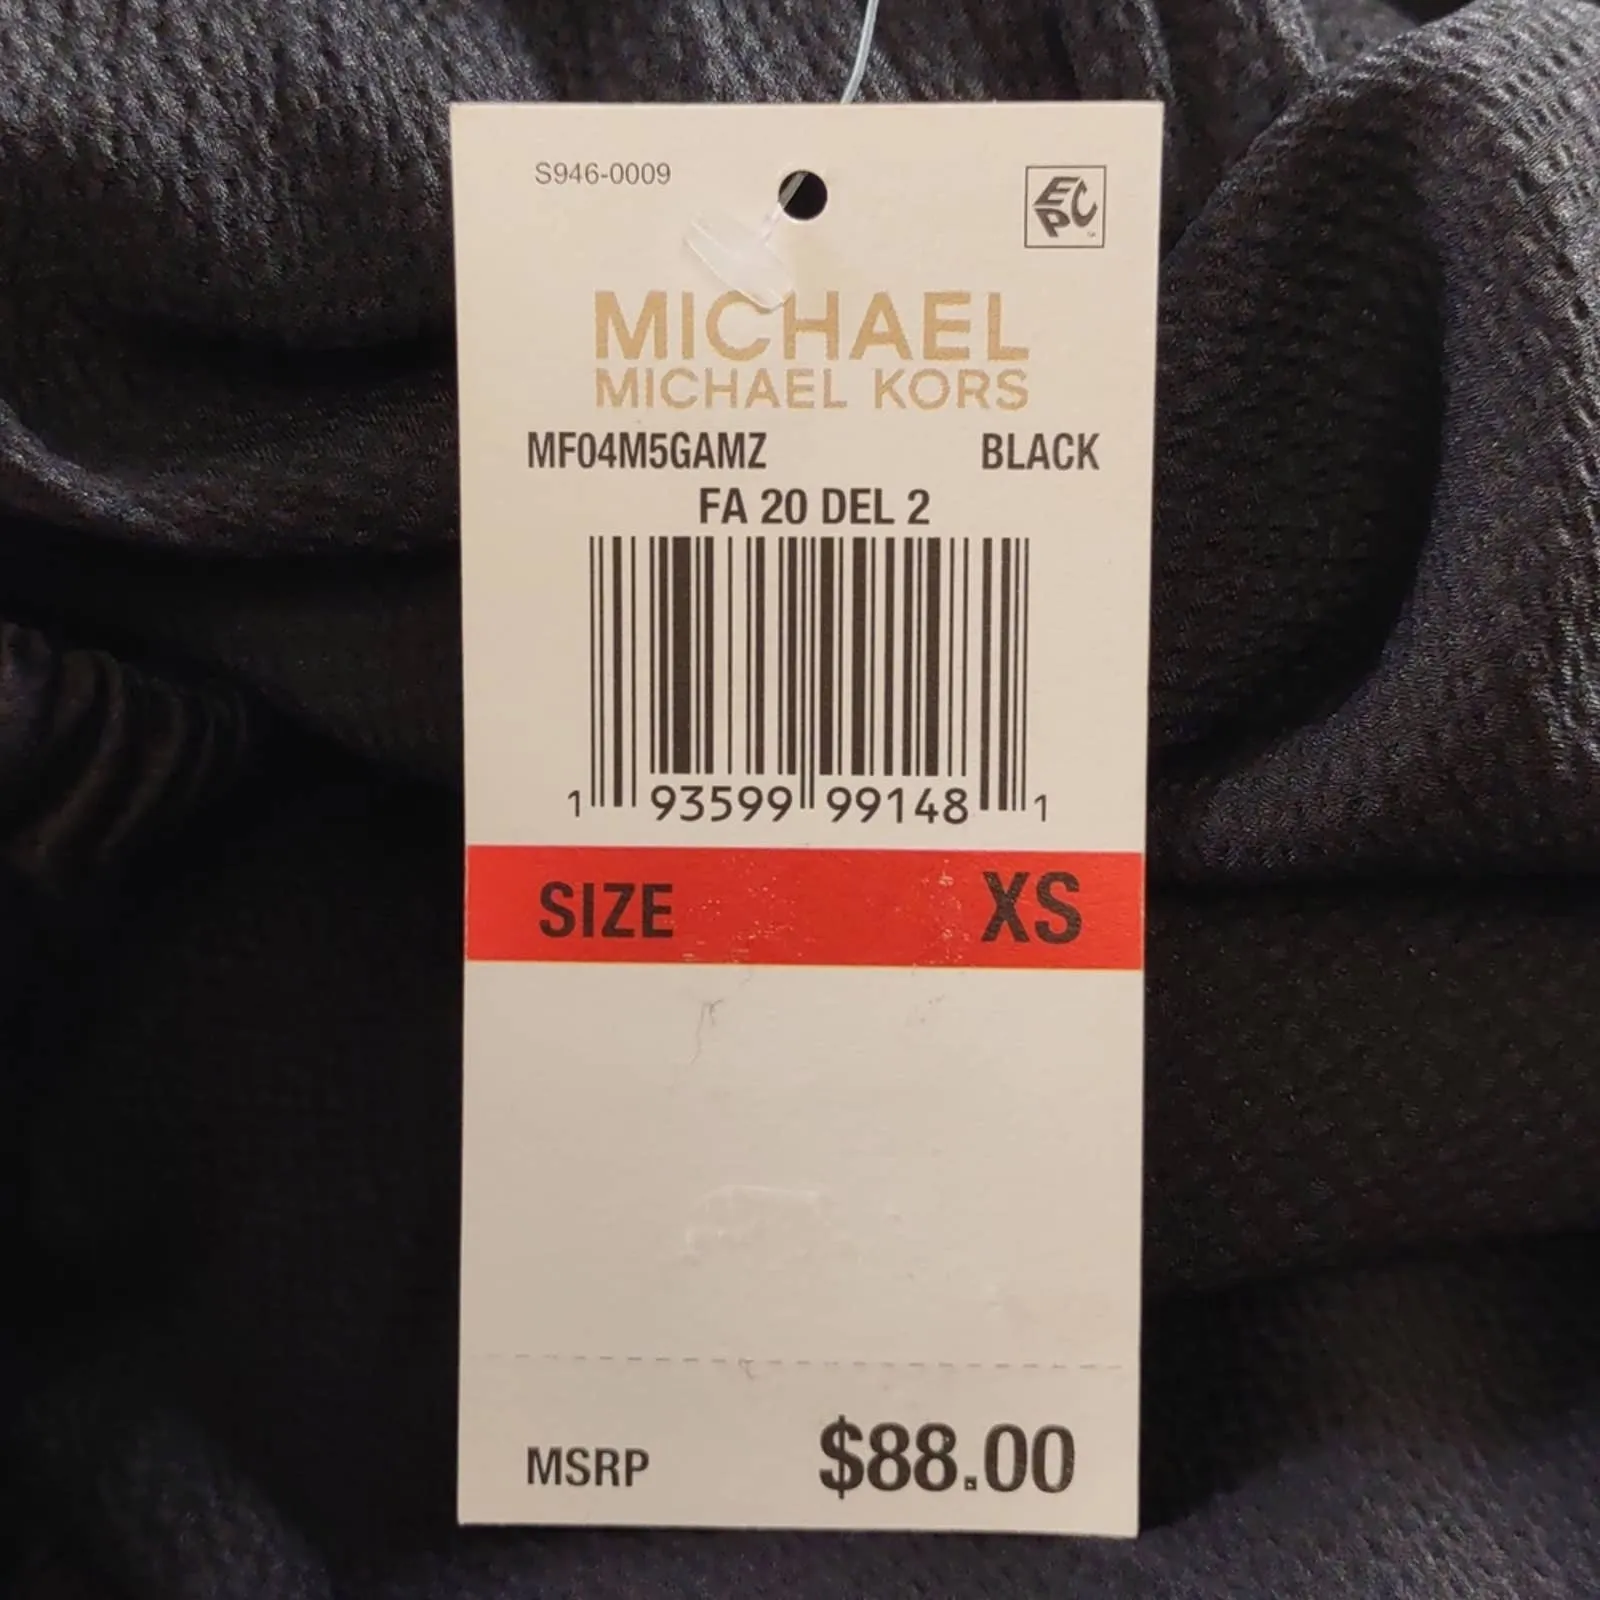 S946-0009
EPC
MICHAEL
MICHAEL KORS
MF04M5GAMZ BLACK
FA 20 DEL 2
1 93599 99148 1
SIZE XS
MSRP $88.00